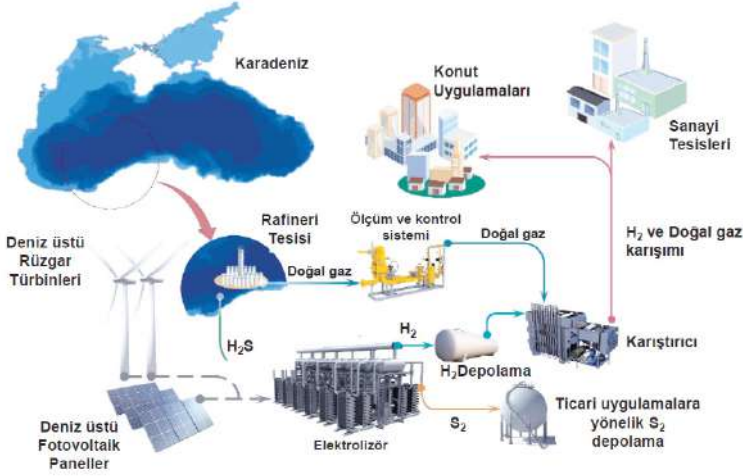 Karadeniz
Konut
Uygulamaları
Sanayi
Tesisleri
Rafineri
Tesisi
Ölçüm ve kontrol
sistemi
Deniz üstü
Rüzgar
Türbinleri
Doğal gaz
Doğal gaz
H₂ ve Doğal gaz
karışımı
H₂S
H₂
H₂Depolama
Karıştırıcı
Deniz üstü
Fotovoltaik
Paneller
Elektrolizör
S₂
Ticari uygulamalara
yönelik S₂
depolama